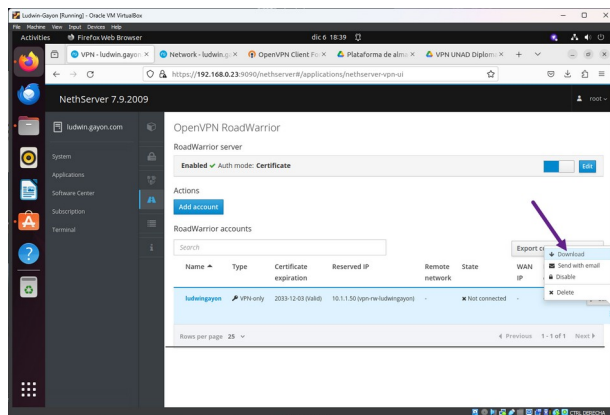 Ludwin-Gayon [Running] - Oracle VM VirtualBox
File Machine View Input Devices Help
Activities Firefox Web Browser dic 6 18:39
VPN - ludwin.gayon Network - ludwin.g OpenVPN Client Fo Plataforma de alma VPN UNAD Diplom
https://192.168.0.23:9090/nethserver#/applications/nethserver-vpn-ui
NethServer 7.9.2009 root
ludwin.gayon.com
System
Applications
Software Center
Subscription
Terminal
OpenVPN RoadWarrior
RoadWarrior server
Enabled Auth mode: Certificate Edit
Actions
Add account
RoadWarrior accounts
Search Export
Download
Send with email
Disable
Delete
Name Type Certificate expiration Reserved IP Remote network State WAN IP
ludwingayon VPN-only 2033-12-03 (Valid) 10.1.1.50 (vpn-rw-ludwingayon) - Not connected -
Rows per page 25 Previous 1-1 of 1 Next
CTRL DERECHA